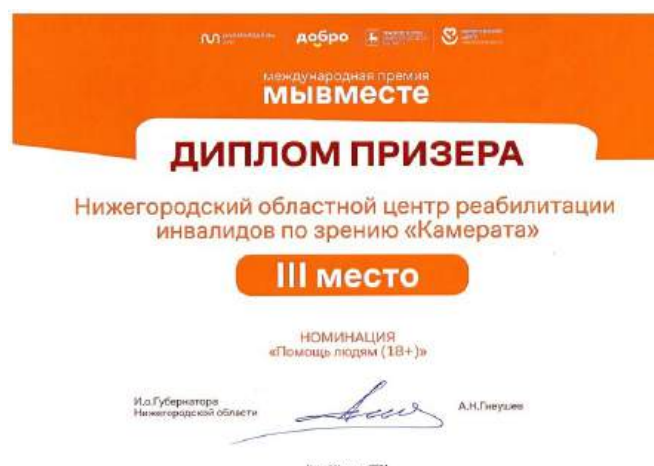 добро
международная премия
МЫВМЕСТЕ
ДИПЛОМ ПРИЗЕРА
Нижегородский областной центр реабилитации
инвалидов по зрению «Камерата»
III место
НОМИНАЦИЯ
«Помощь людям (18+)»
И.о.Губернатора
Нижегородской области
А.Н.Гнеушев